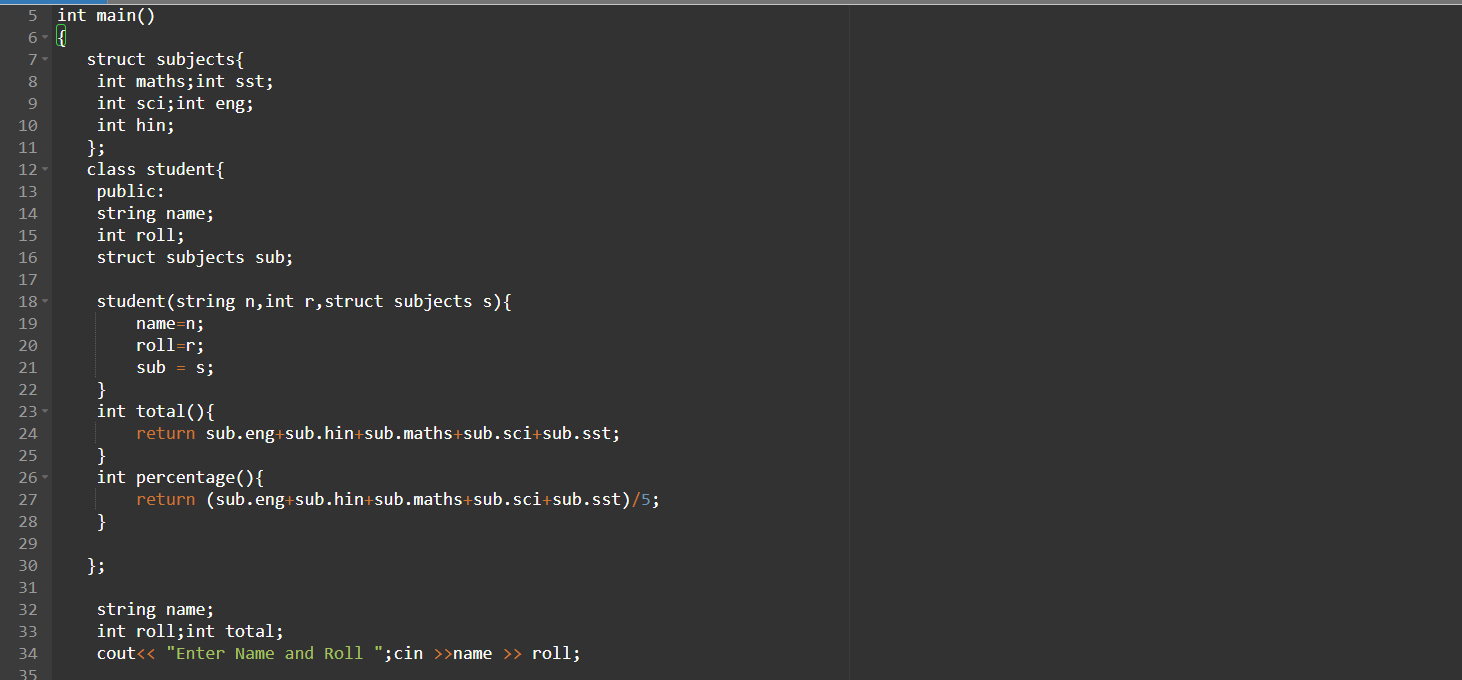 5 int main()
6 {
7 struct subjects{
8 int maths;int sst;
9 int sci;int eng;
10 int hin;
11 };
12 class student{
13 public:
14 string name;
15 int roll;
16 struct subjects sub;
17
18 student(string n,int r,struct subjects s){
19 name=n;
20 roll=r;
21 sub = s;
22 }
23 int total(){
24 return sub.eng+sub.hin+sub.maths+sub.sci+sub.sst;
25 }
26 int percentage(){
27 return (sub.eng+sub.hin+sub.maths+sub.sci+sub.sst)/5;
28 }
29
30 };
31
32 string name;
33 int roll;int total;
34 cout<< "Enter Name and Roll ";cin >>name >> roll;
35